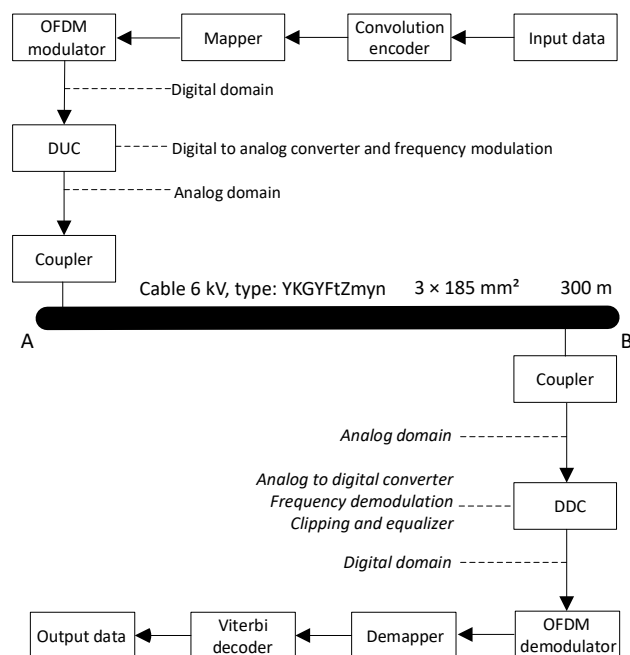 OFDM
modulator
Mapper
Convolution
encoder
Input data
Digital domain
DUC
Digital to analog converter and frequency modulation
Analog domain
Coupler
Cable 6 kV, type: YKGYFtZmyn 3 × 185 mm² 300 m
A
B
Coupler
Analog domain
Analog to digital converter
Frequency demodulation
Clipping and equalizer
DDC
Digital domain
Output data
Viterbi
decoder
Demapper
OFDM
demodulator